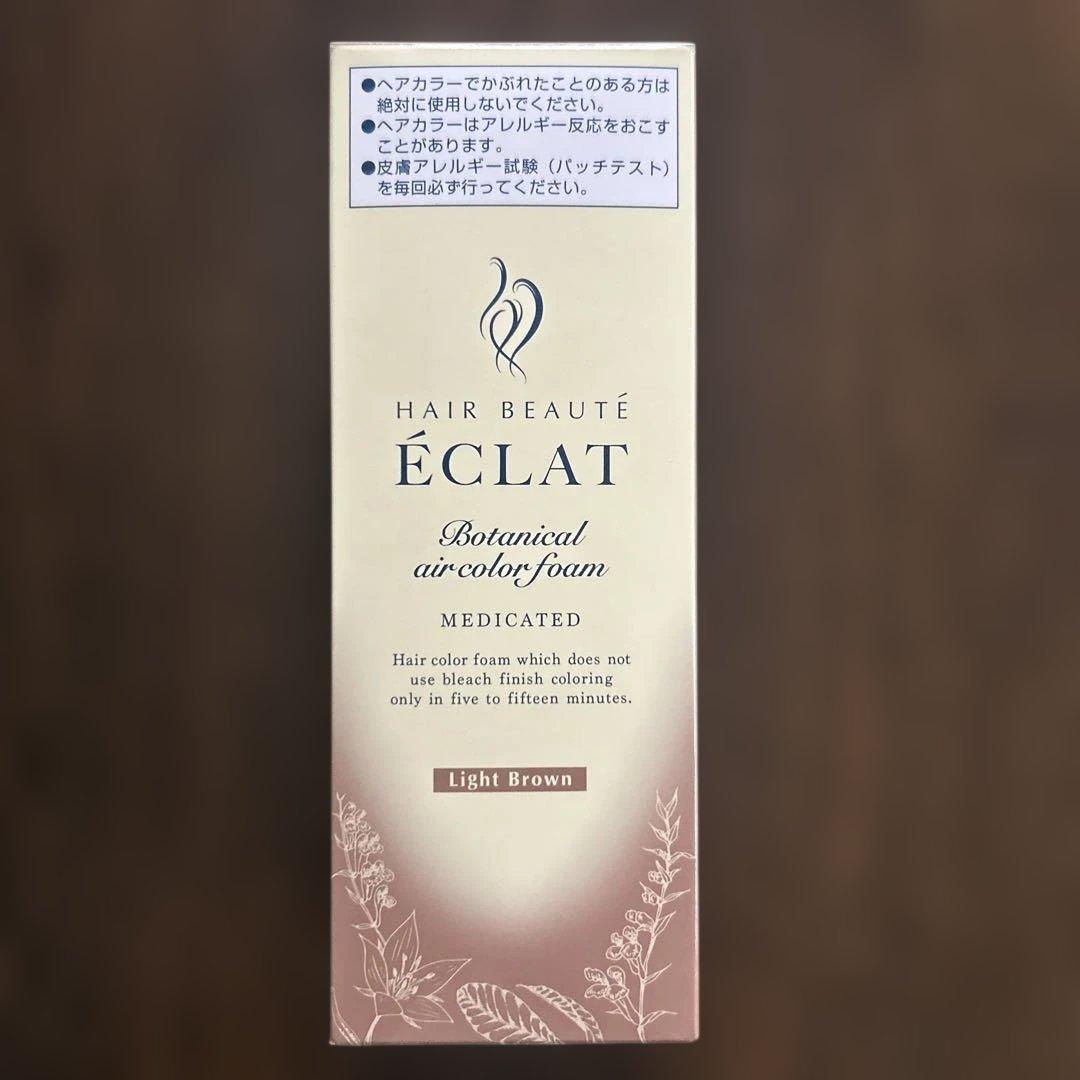 ●ヘアカラーでかぶれたことのある方は
絶対に使用しないでください。
●ヘアカラーはアレルギー反応をおこす
ことがあります。
●皮膚アレルギー試験（パッチテスト）
を毎回必ず行ってください。
HAIR BEAUTÉ
ÉCLAT
Botanical
air color foam
MEDICATED
Hair color foam which does not
use bleach finish coloring
only in five to fifteen minutes.
Light Brown